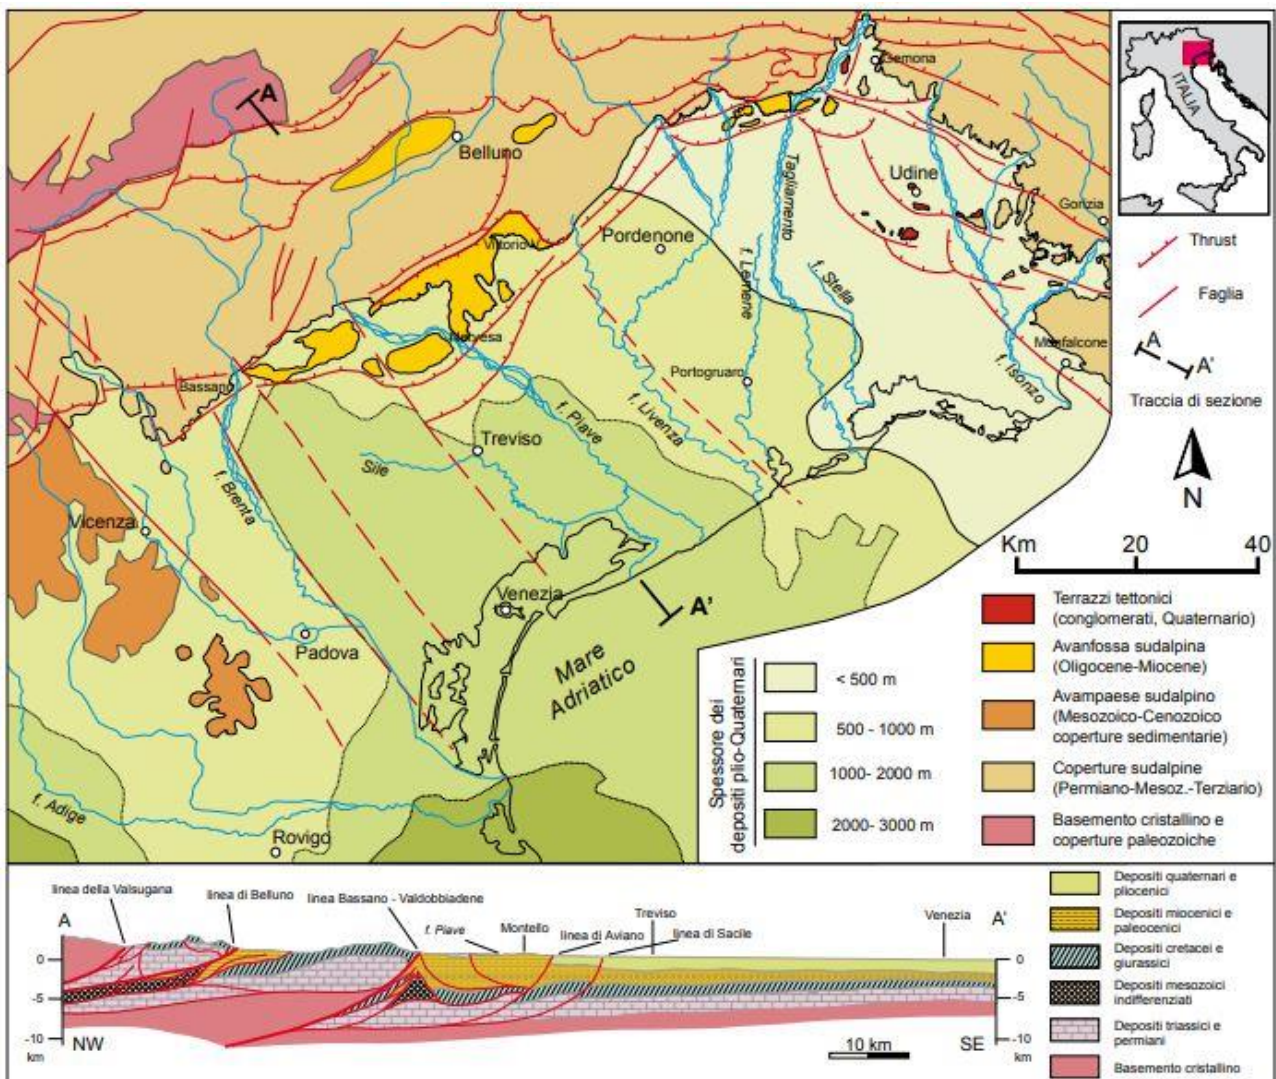 A
Belluno
Gemona
Udine
Gorizia
Tagliamento
Vittorio V.
Pordenone
f. Lemene
f. Stella
Monfalcone
f. Isonzo
Portogruaro
Bassano
Nervesa
f. Piave
f. Livenza
Treviso
Sile
f. Brenta
Vicenza
Venezia
A'
Padova
Mare
Adriatico
f. Adige
Rovigo
ITALIA
Thrust
Faglia
A
A'
Traccia di sezione
N
Km 20 40
Spessore dei
depositi plio-Quaternari
< 500 m
500 - 1000 m
1000- 2000 m
2000- 3000 m
Terrazzi tettonici
(conglomerati, Quaternario)
Avanfossa sudalpina
(Oligocene-Miocene)
Avampaese sudalpino
(Mesozoico-Cenozoico
coperture sedimentarie)
Coperture sudalpine
(Permiano-Mesoz.-Terziario)
Basemento cristallino e
coperture paleozoiche
linea della Valsugana
linea di Belluno
linea Bassano - Valdobbiadene
f. Piave
Montello
linea di Aviano
Treviso
linea di Sacile
Venezia
A
A'
0
-5
-10
km
NW
0
-5
-10
km
SE
10 km
Depositi quaternari e
pliocenici
Depositi miocenici e
paleocenici
Depositi cretacei e
giurassici
Depositi mesozoici
indifferenziati
Depositi triassici e
permiani
Basemento cristallino